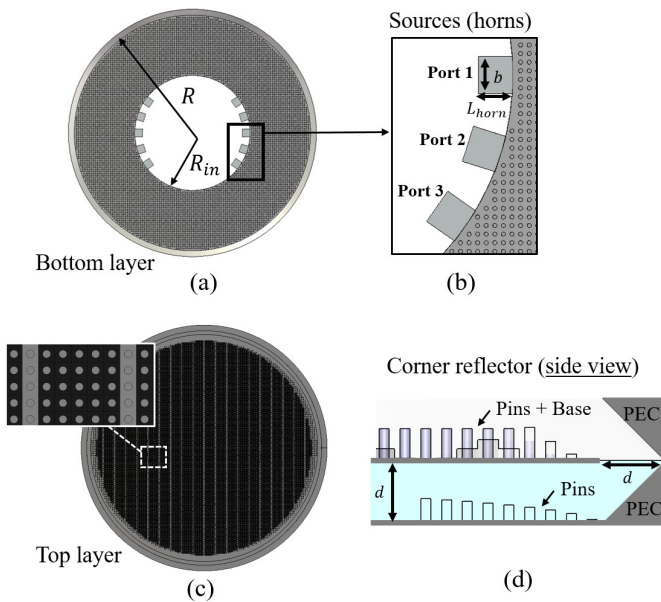 R
R_in
Bottom layer
(a)
Sources (horns)
Port 1
b
L_horn
Port 2
Port 3
(b)
Top layer
(c)
Corner reflector (side view)
Pins + Base
PEC
d
d
Pins
PEC
(d)